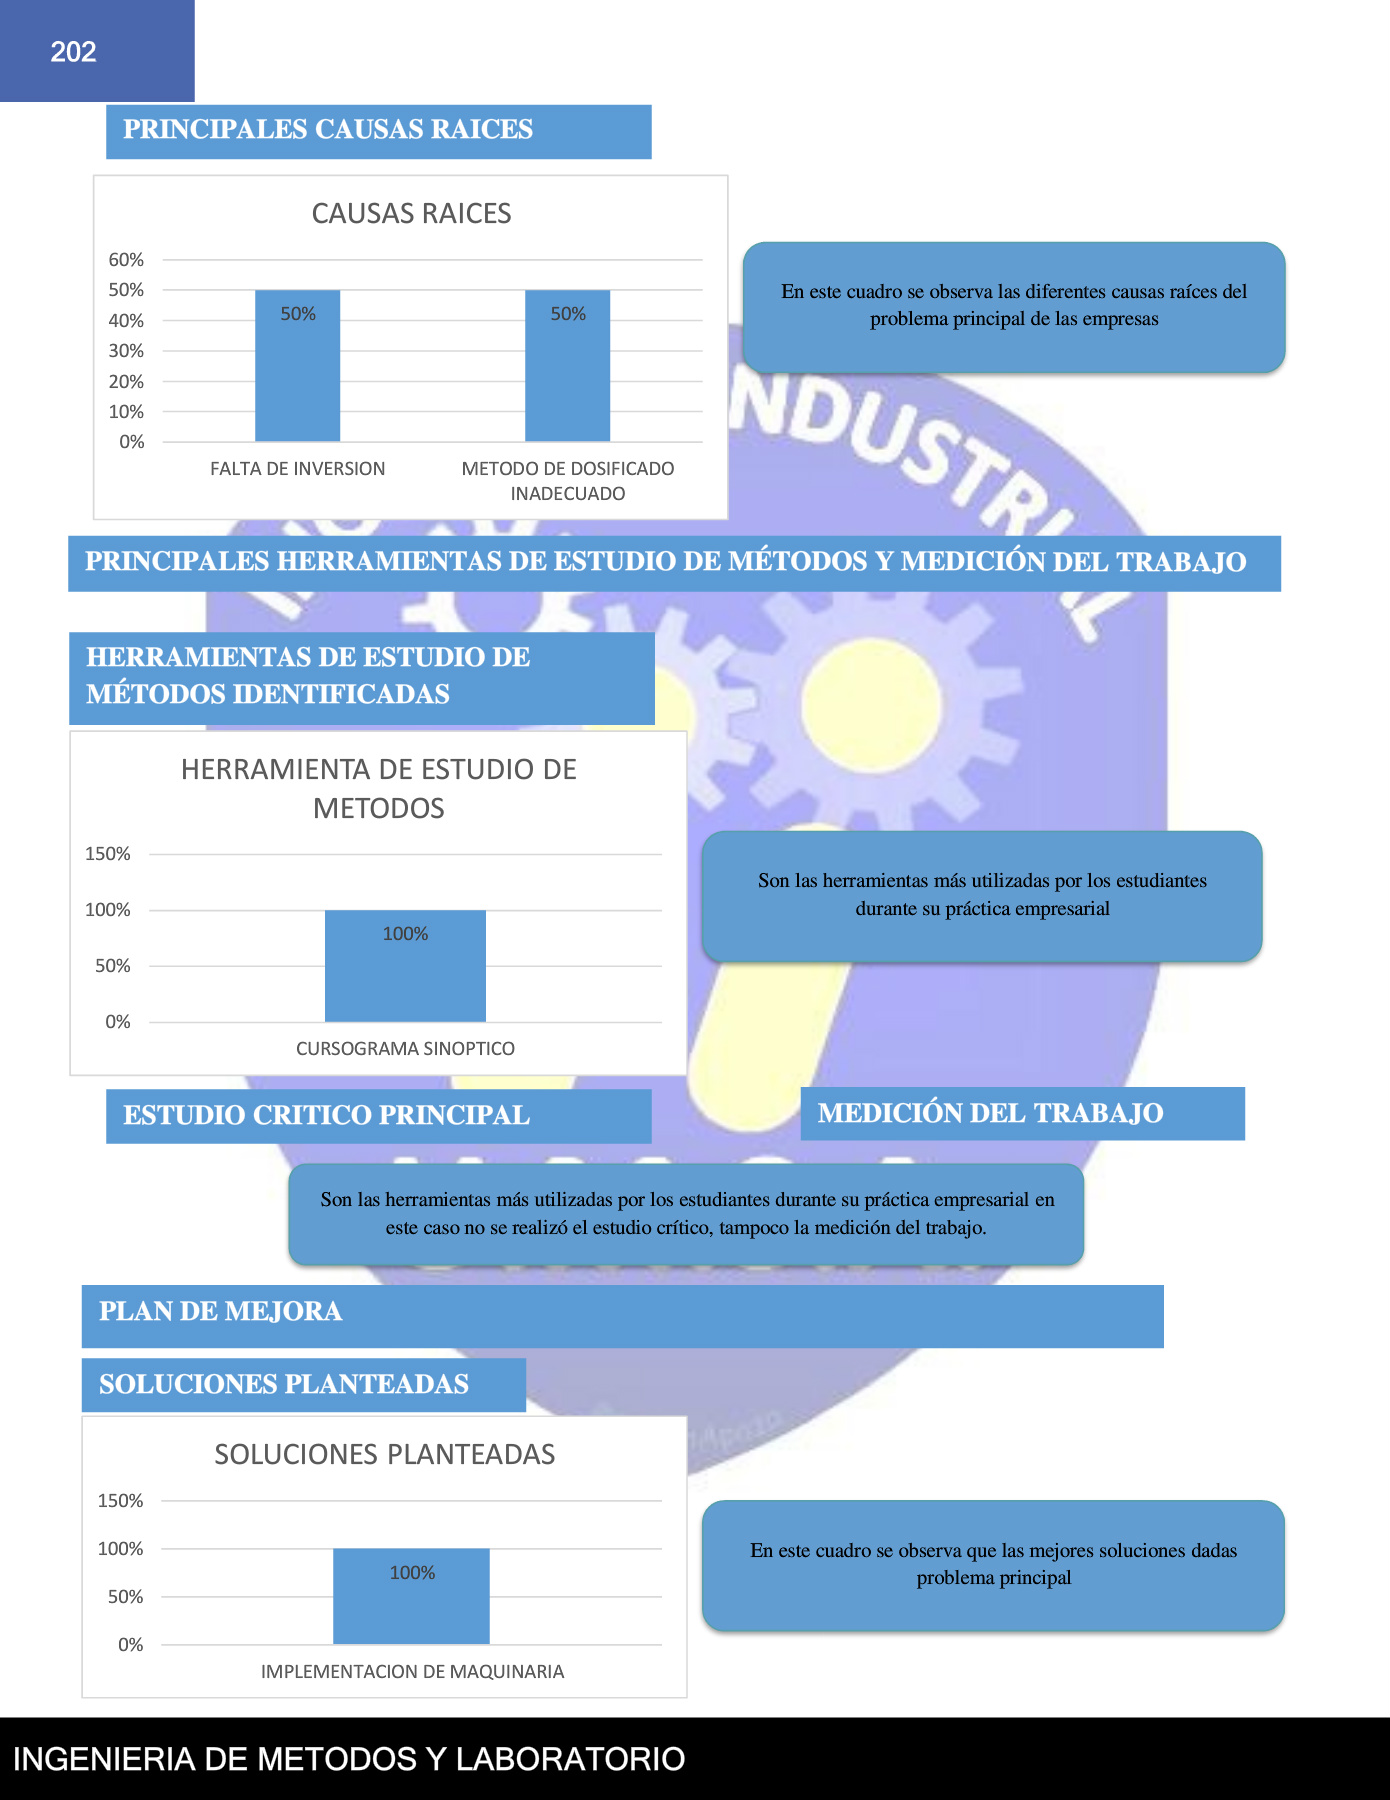 202
PRINCIPALES CAUSAS RAICES
CAUSAS RAICES
60%
50%
40%
30%
20%
10%
0%
50%
50%
FALTA DE INVERSION
METODO DE DOSIFICADO
INADECUADO
En este cuadro se observa las diferentes causas raíces del
problema principal de las empresas
NDUSTRIAL
PRINCIPALES HERRAMIENTAS DE ESTUDIO DE MÉTODOS Y MEDICIÓN DEL TRABAJO
HERRAMIENTAS DE ESTUDIO DE
MÉTODOS IDENTIFICADAS
HERRAMIENTA DE ESTUDIO DE
METODOS
150%
100%
50%
0%
100%
CURSOGRAMA SINOPTICO
Son las herramientas más utilizadas por los estudiantes
durante su práctica empresarial
ESTUDIO CRITICO PRINCIPAL
MEDICIÓN DEL TRABAJO
Son las herramientas más utilizadas por los estudiantes durante su práctica empresarial en
este caso no se realizó el estudio crítico, tampoco la medición del trabajo.
PLAN DE MEJORA
SOLUCIONES PLANTEADAS
SOLUCIONES PLANTEADAS
150%
100%
50%
0%
100%
IMPLEMENTACION DE MAQUINARIA
En este cuadro se observa que las mejores soluciones dadas
problema principal
INGENIERIA DE METODOS Y LABORATORIO